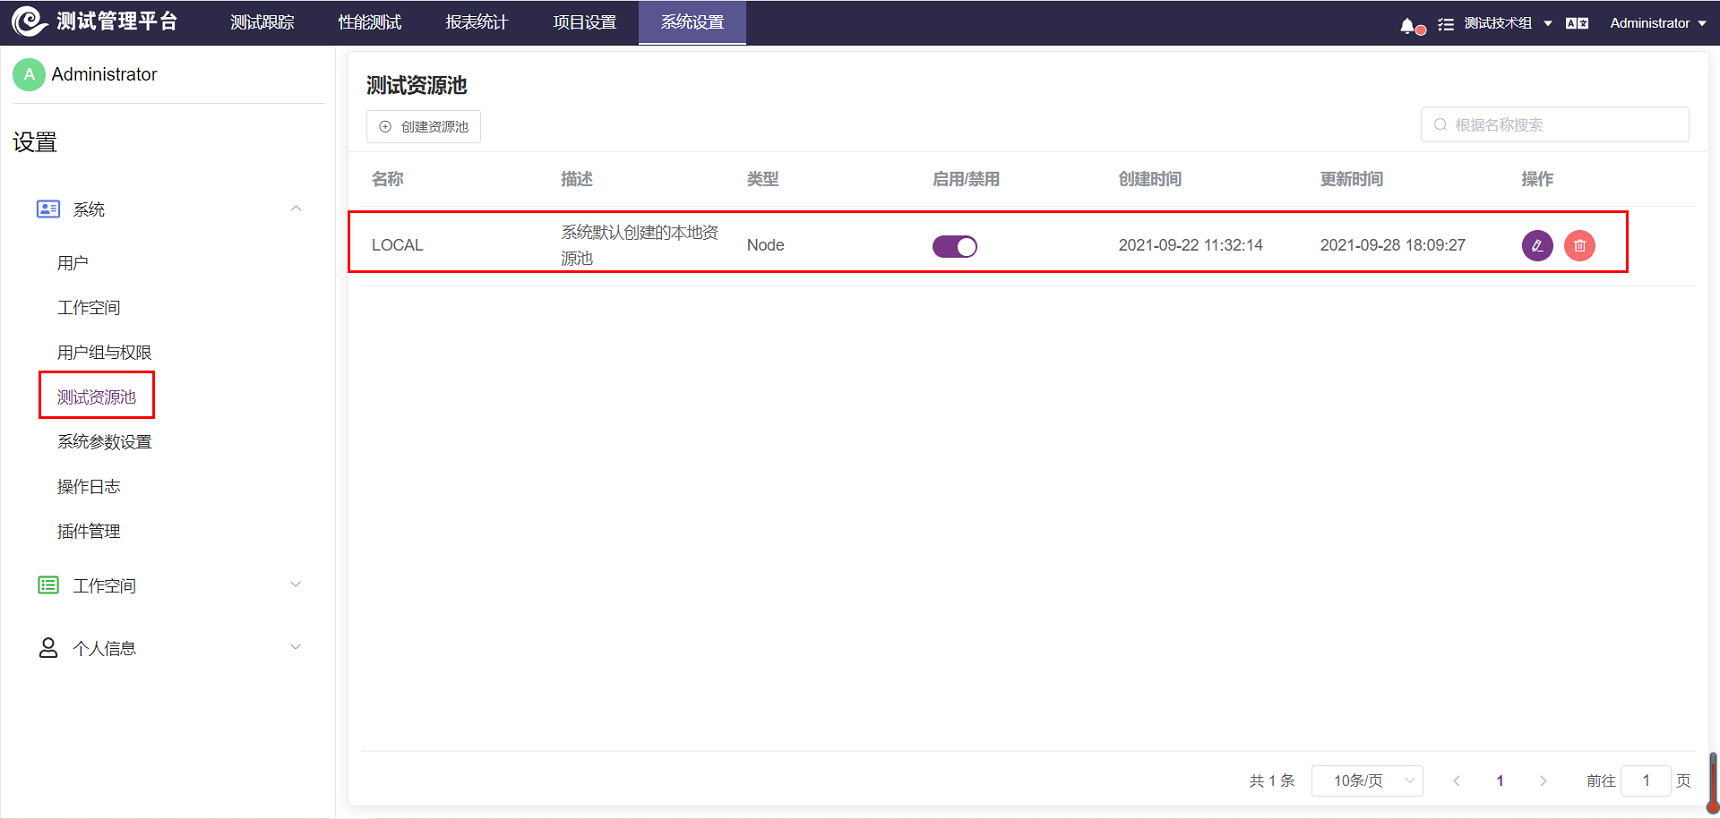 测试管理平台 测试跟踪 性能测试 报表统计 项目设置 系统设置 测试技术组 Administrator
A Administrator
设置
系统
用户
工作空间
用户组与权限
测试资源池
系统参数设置
操作日志
插件管理
工作空间
个人信息
测试资源池
创建资源池
根据名称搜索
名称 描述 类型 启用/禁用 创建时间 更新时间 操作
LOCAL 系统默认创建的本地资 Node 2021-09-22 11:32:14 2021-09-28 18:09:27
源池
共 1 条 10条/页 1 前往 1 页